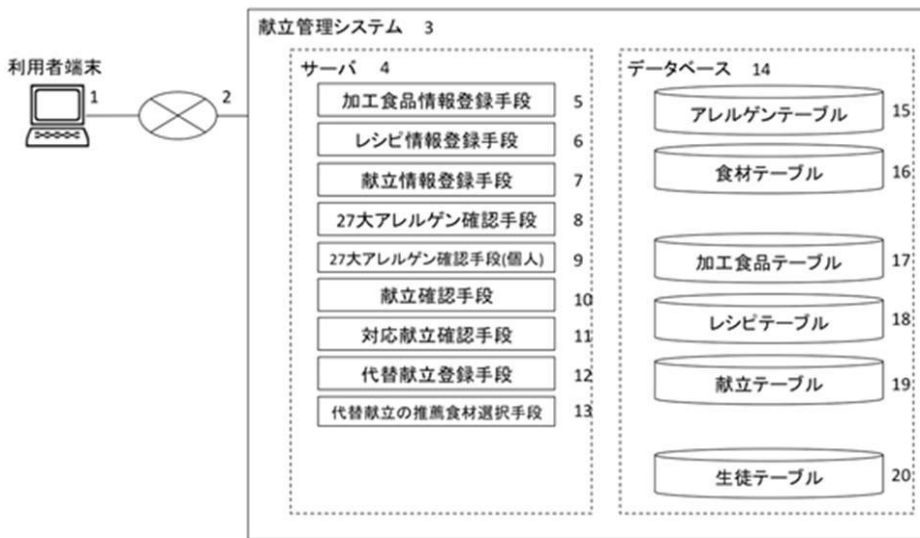 献立管理システム 3
利用者端末
1
2
サーバ 4
加工食品情報登録手段 5
レシピ情報登録手段 6
献立情報登録手段 7
27大アレルゲン確認手段 8
27大アレルゲン確認手段(個人) 9
献立確認手段 10
対応献立確認手段 11
代替献立登録手段 12
代替献立の推薦食材選択手段 13
データベース 14
アレルゲンテーブル 15
食材テーブル 16
加工食品テーブル 17
レシピテーブル 18
献立テーブル 19
生徒テーブル 20